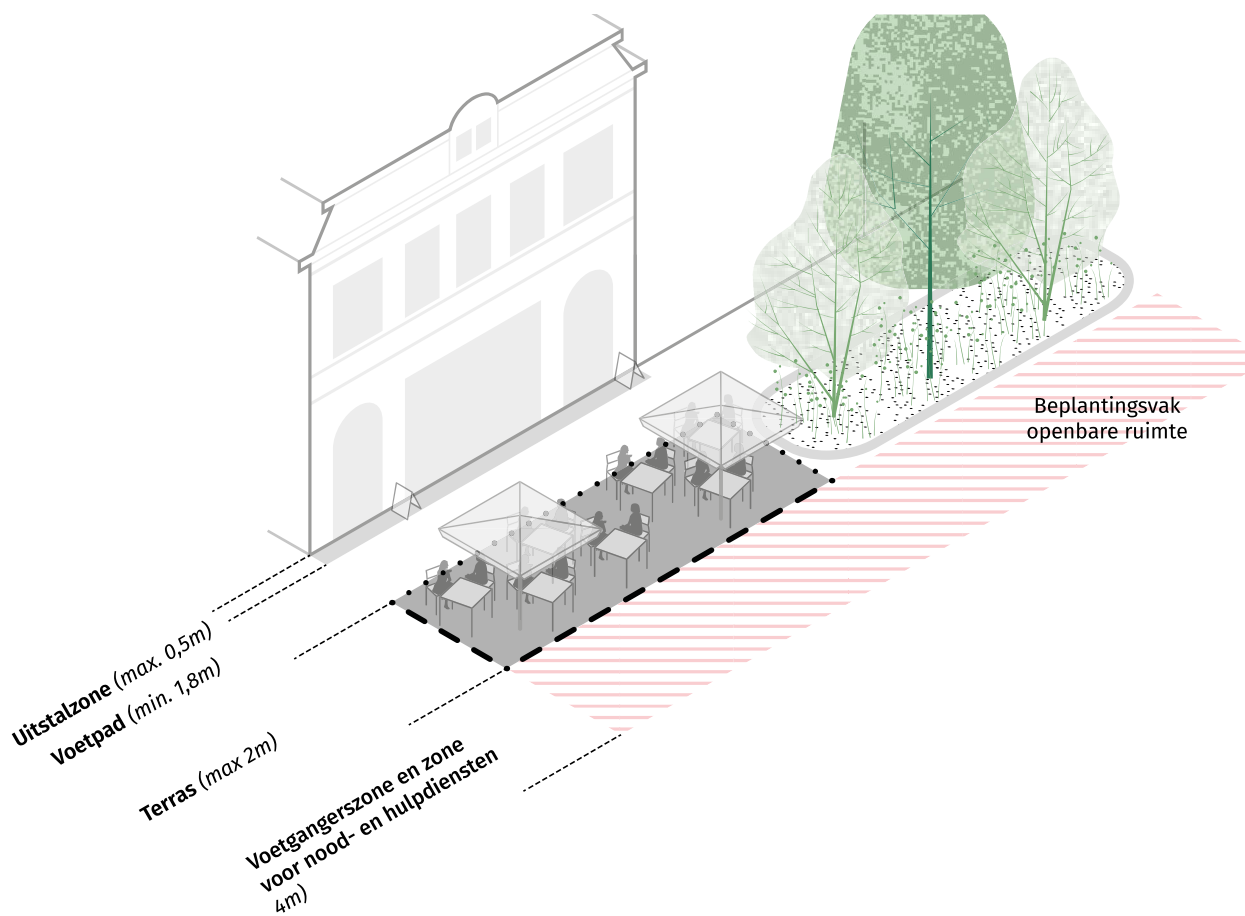 Beplantingsvak
openbare ruimte
Uitstalzone (max. 0,5m)
Voetpad (min. 1,8m)
Terras (max 2m)
Voetgangerszone en zone
voor nood- en hulpdiensten
4m)